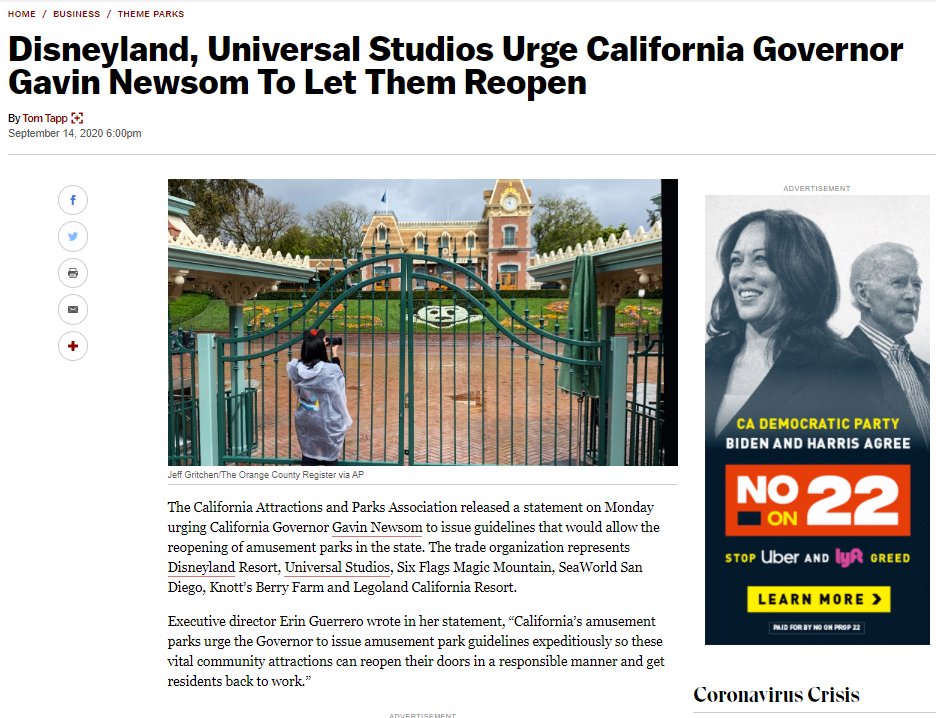 HOME / BUSINESS / THEME PARKS
Disneyland, Universal Studios Urge California Governor
Gavin Newsom To Let Them Reopen
By Tom Tapp
September 14, 2020 6:00pm
Jeff Gritchen/The Orange County Register via AP
The California Attractions and Parks Association released a statement on Monday
urging California Governor Gavin Newsom to issue guidelines that would allow the
reopening of amusement parks in the state. The trade organization represents
Disneyland Resort, Universal Studios, Six Flags Magic Mountain, SeaWorld San
Diego, Knott’s Berry Farm and Legoland California Resort.
Executive director Erin Guerrero wrote in her statement, “California’s amusement
parks urge the Governor to issue amusement park guidelines expeditiously so these
vital community attractions can reopen their doors in a responsible manner and get
residents back to work.”
ADVERTISEMENT
ADVERTISEMENT
CA DEMOCRATIC PARTY
BIDEN AND HARRIS AGREE
NO
ON 22
STOP Uber AND lyft GREED
LEARN MORE
PAID FOR BY NO ON PROP 22
Coronavirus Crisis